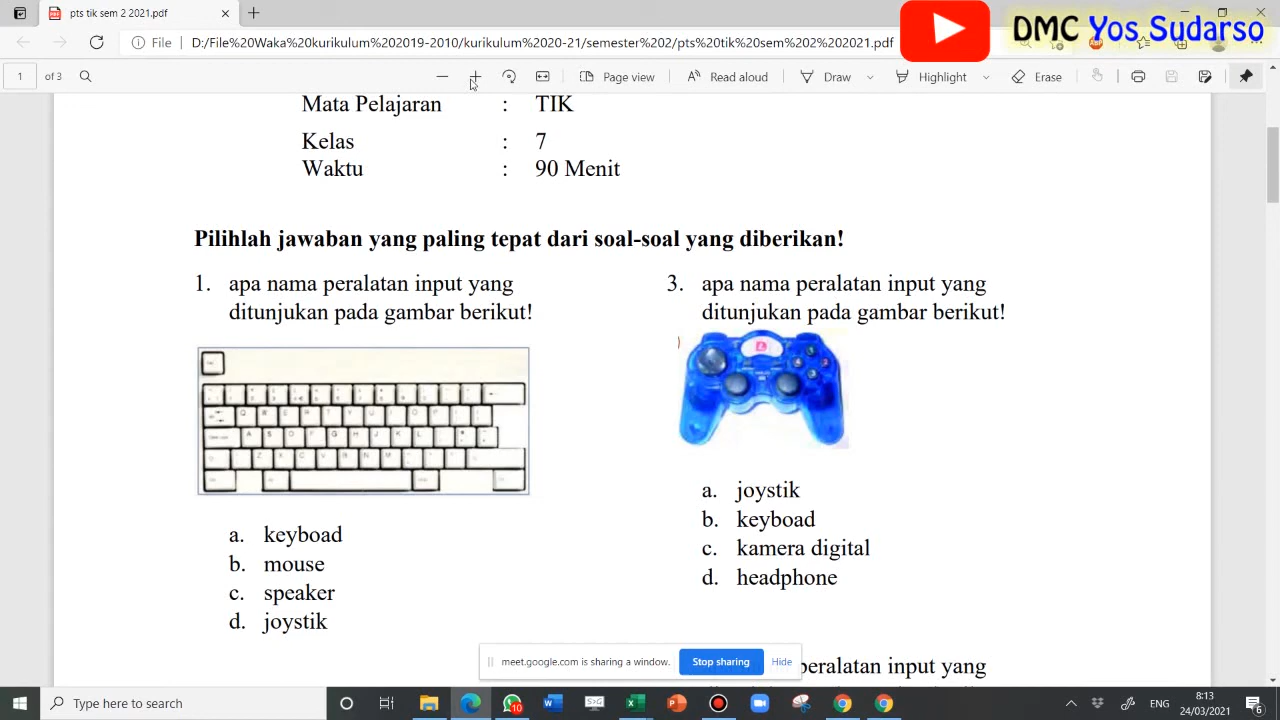 pts tik sem 2 2021.pdf
DMC Yos Sudarso
File
D:/File%20Waka%20kurikulum%202019-2010/kurikulum%2020-21/semester%202/pts%20tik%20sem%202%202021.pdf
1 of 3
Page view
Read aloud
Draw
Highlight
Erase
Mata Pelajaran : TIK
Kelas : 7
Waktu : 90 Menit
Pilihlah jawaban yang paling tepat dari soal-soal yang diberikan!
1. apa nama peralatan input yang
ditunjukan pada gambar berikut!
a. keyboad
b. mouse
c. speaker
d. joystik
3. apa nama peralatan input yang
ditunjukan pada gambar berikut!
a. joystik
b. keyboad
c. kamera digital
d. headphone
peralatan input yang
meet.google.com is sharing a window.
Stop sharing
Hide
Type here to search
10
ENG
8:13
24/03/2021
6